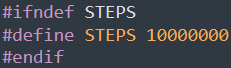 #ifndef STEPS
#define STEPS 10000000
#endif